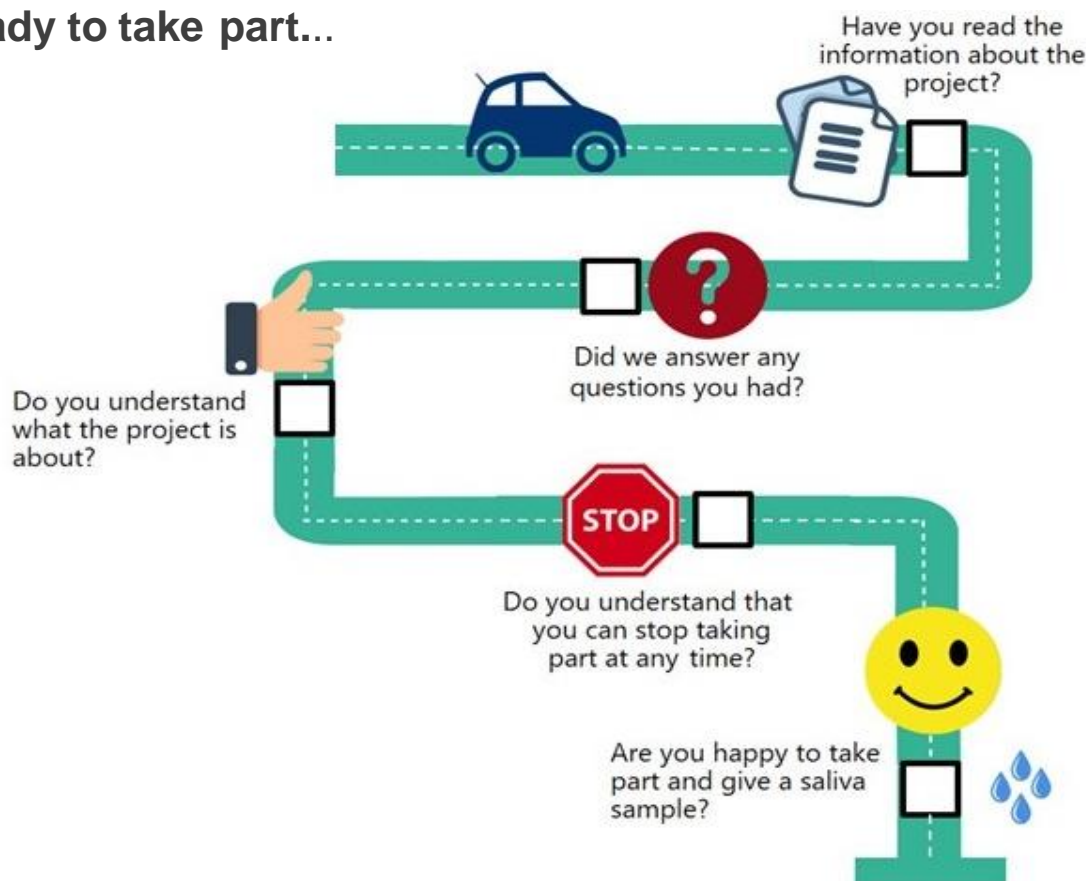 ady to take part...
Have you read the
information about the
project?
?
Did we answer any
questions you had?
Do you understand
what the project is
about?
STOP
Do you understand that
you can stop taking
part at any time?
Are you happy to take
part and give a saliva
sample?